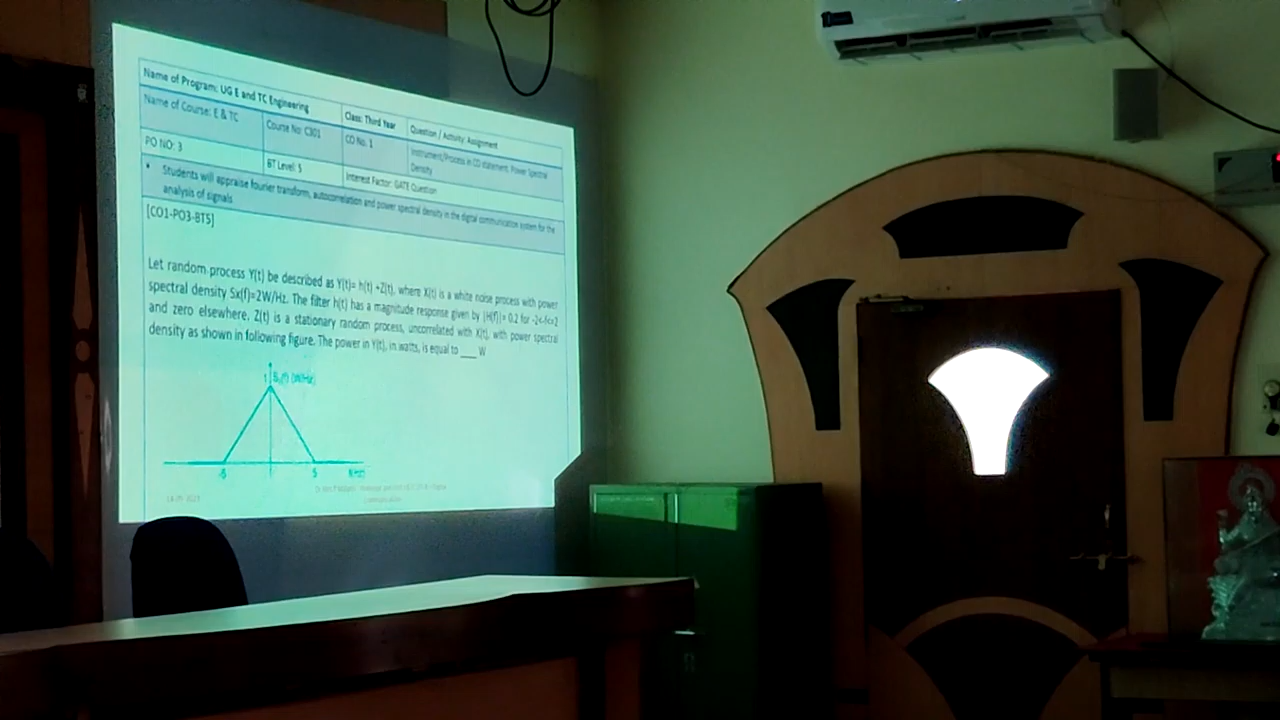 Name of Program: UG E and TC Engineering
Class: Third Year
Question / Activity: Assignment
Name of Course: E & TC
Course No: C301
CO No. 1
Instrument/Process in CO statement: Power Spectral
Density
PO NO: 3
BT Level: 5
Interest Factor: GATE Question
• Students will appraise fourier transform, autocorrelation and power spectral density in the digital communication system for the
analysis of signals
[CO1-PO3-BT5]
Let random process Y(t) be described as Y(t)= h(t) +Z(t), where X(t) is a white noise process with power
spectral density Sx(f)=2W/Hz. The filter h(t) has a magnitude response given by |H(f)|= 0.2 for -2<f<2
and zero elsewhere. Z(t) is a stationary random process, uncorrelated with X(t), with power spectral
density as shown in following figure. The power in Y(t), in watts, is equal to ____ W
1 (W/Hz)
-5 5 f(Hz)